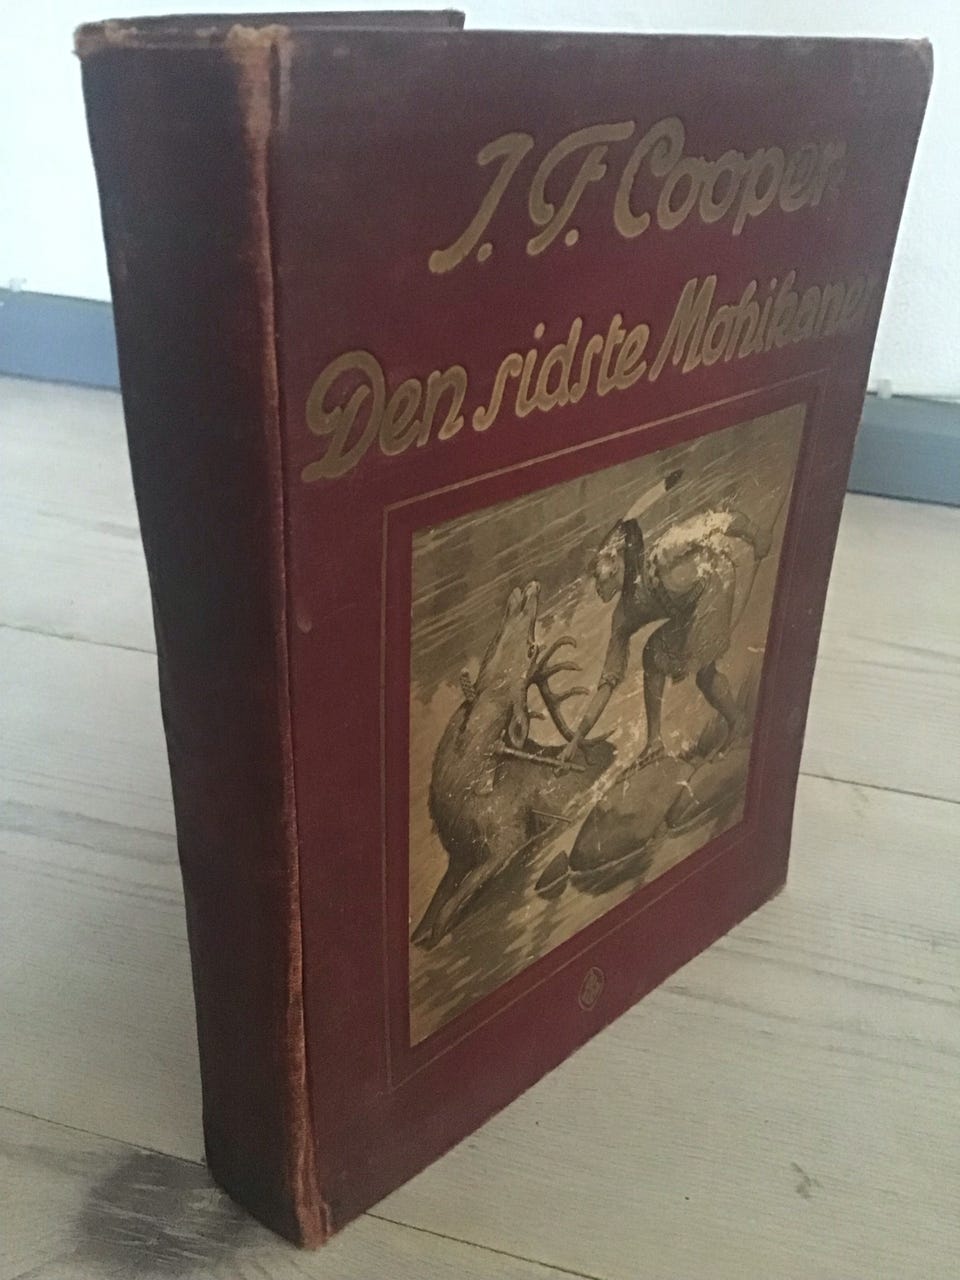 J. F. Cooper
Den sidste Mohikaner